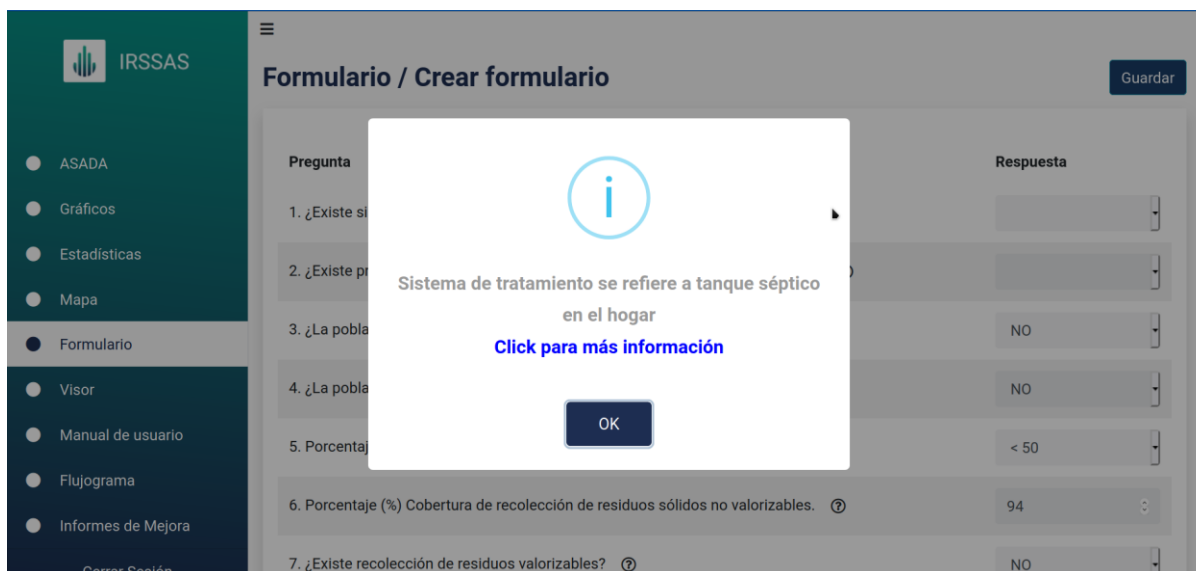 IRSSAS
Formulario / Crear formulario
Guardar
ASADA
Gráficos
Estadísticas
Mapa
Formulario
Visor
Manual de usuario
Flujograma
Informes de Mejora
Cerrar Sesión
Pregunta
Respuesta
1. ¿Existe si
2. ¿Existe pr
3. ¿La pobla
NO
4. ¿La pobla
NO
5. Porcentaj
< 50
6. Porcentaje (%) Cobertura de recolección de residuos sólidos no valorizables.
94
7. ¿Existe recolección de residuos valorizables?
NO
Sistema de tratamiento se refiere a tanque séptico
en el hogar
Click para más información
OK